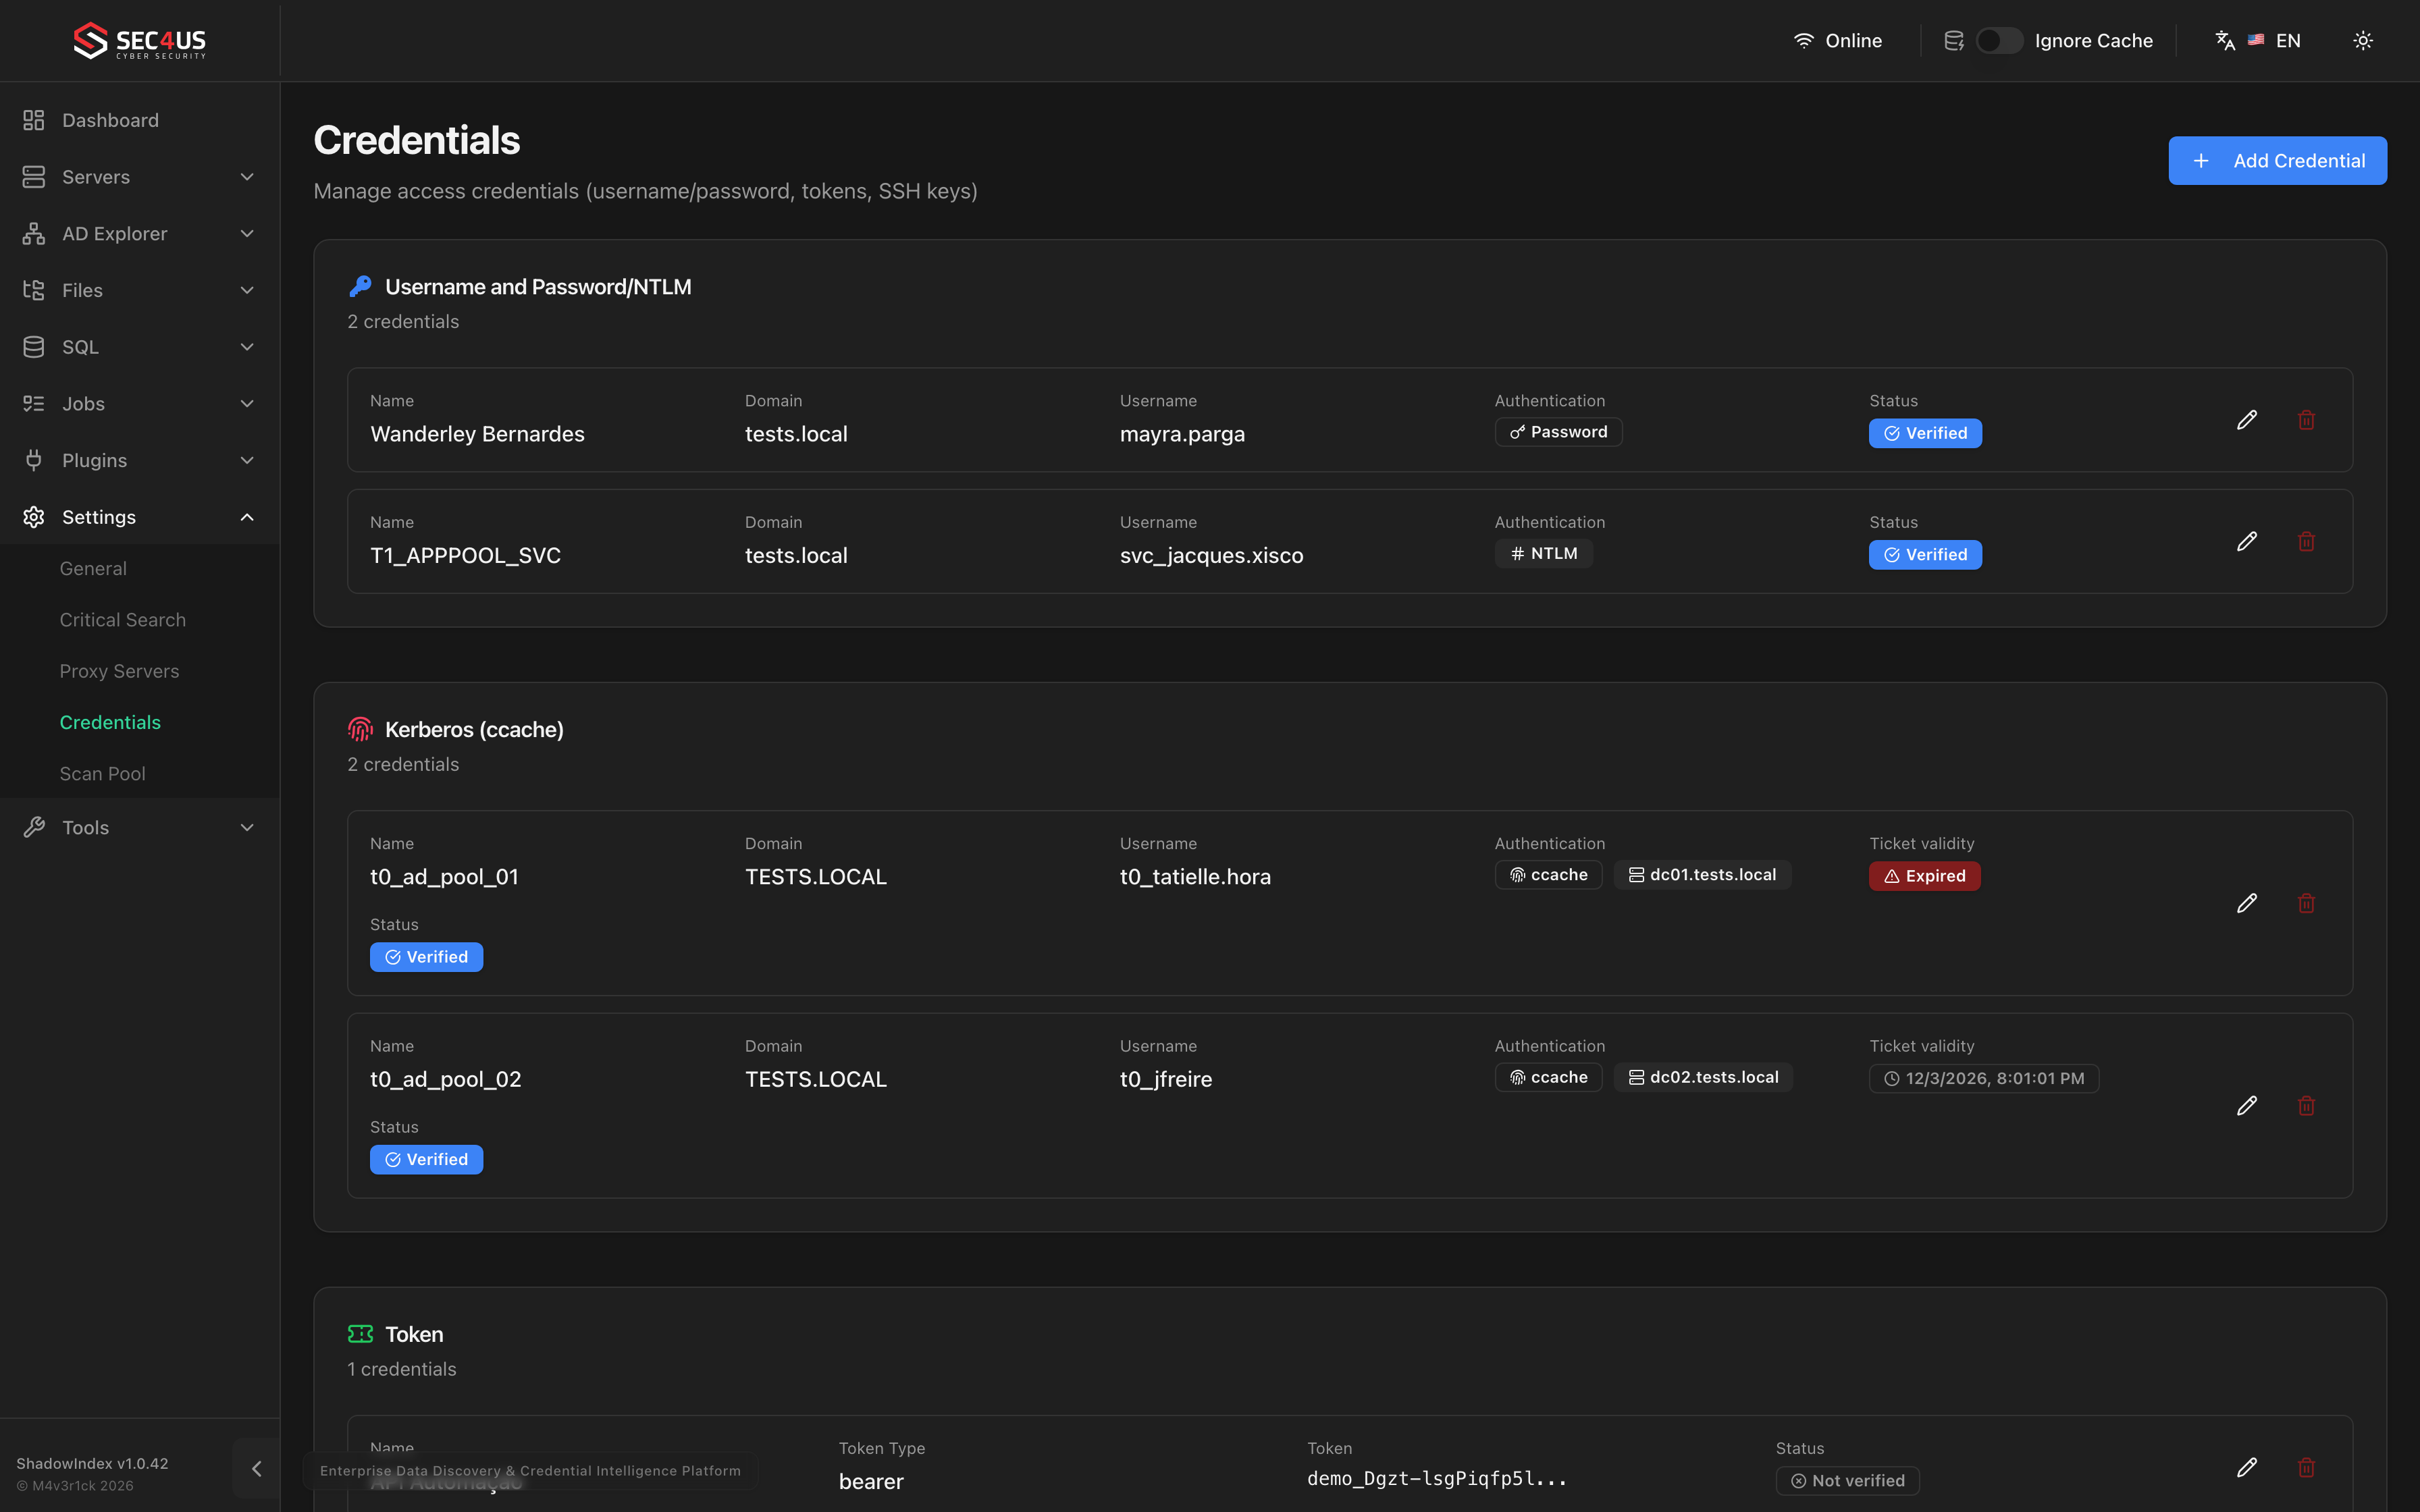 SEC4US
CYBER SECURITY
Online
Ignore Cache
EN
Dashboard
Servers
AD Explorer
Files
SQL
Jobs
Plugins
Settings
General
Critical Search
Proxy Servers
Credentials
Scan Pool
Tools
ShadowIndex v1.0.42
© M4v3r1ck 2026
Credentials
Manage access credentials (username/password, tokens, SSH keys)
Add Credential
Username and Password/NTLM
2 credentials
Name Domain Username Authentication Status
Wanderley Bernardes tests.local mayra.parga Password Verified
Name Domain Username Authentication Status
T1_APPPOOL_SVC tests.local svc_jacques.xisco NTLM Verified
Kerberos (ccache)
2 credentials
Name Domain Username Authentication Ticket validity
t0_ad_pool_01 TESTS.LOCAL t0_tatielle.hora ccache dc01.tests.local Expired
Status
Verified
Name Domain Username Authentication Ticket validity
t0_ad_pool_02 TESTS.LOCAL t0_jfreire ccache dc02.tests.local 12/3/2026, 8:01:01 PM
Status
Verified
Token
1 credentials
Name Token Type Token Status
API Automação bearer demo_Dgzt-lsgPiqfp5l... Not verified
Enterprise Data Discovery & Credential Intelligence Platform